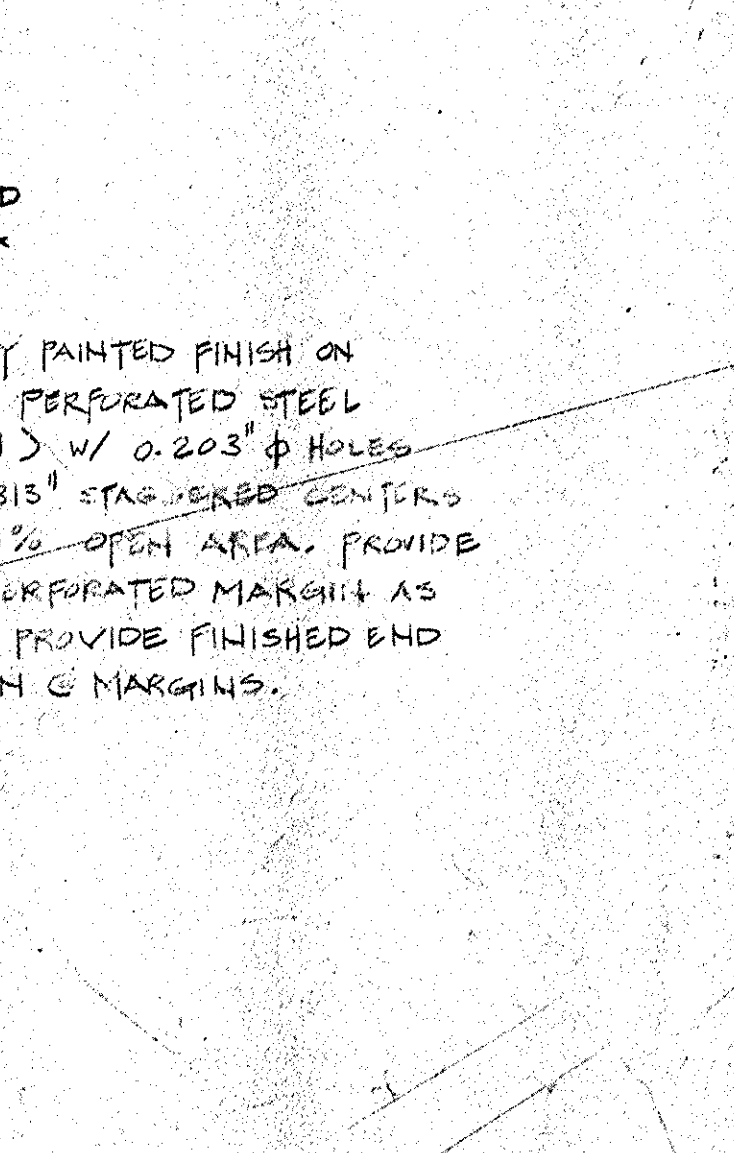 D
Y PAINTED FINISH ON
PERFORATED STEEL
) W/ 0.203" φ HOLES
313" STAGGERED CENTERS
% OPEN AREA. PROVIDE
ERFORATED MARGIN AS
PROVIDE FINISHED END
N @ MARGINS.